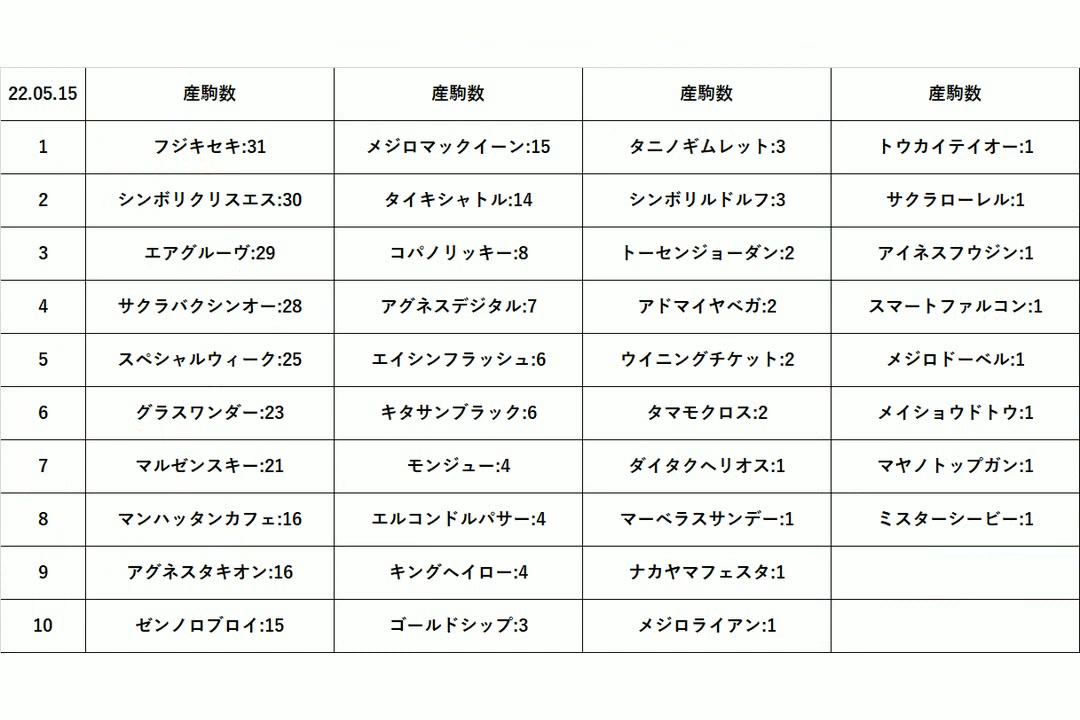 22.05.15 産駒数 産駒数 産駒数 産駒数
1 フジキセキ:31 メジロマックイーン:15 タニノギムレット:3 トウカイテイオー:1
2 シンボリクリスエス:30 タイキシャトル:14 シンボリルドルフ:3 サクラローレル:1
3 エアグルーヴ:29 コパノリッキー:8 トーセンジョーダン:2 アイネスフウジン:1
4 サクラバクシンオー:28 アグネスデジタル:7 アドマイヤベガ:2 スマートファルコン:1
5 スペシャルウィーク:25 エイシンフラッシュ:6 ウイニングチケット:2 メジロドーベル:1
6 グラスワンダー:23 キタサンブラック:6 タマモクロス:2 メイショウドトウ:1
7 マルゼンスキー:21 モンジュー:4 ダイタクヘリオス:1 マヤノトップガン:1
8 マンハッタンカフェ:16 エルコンドルパサー:4 マーベラスサンデー:1 ミスターシービー:1
9 アグネスタキオン:16 キングヘイロー:4 ナカヤマフェスタ:1
10 ゼンノロブロイ:15 ゴールドシップ:3 メジロライアン:1